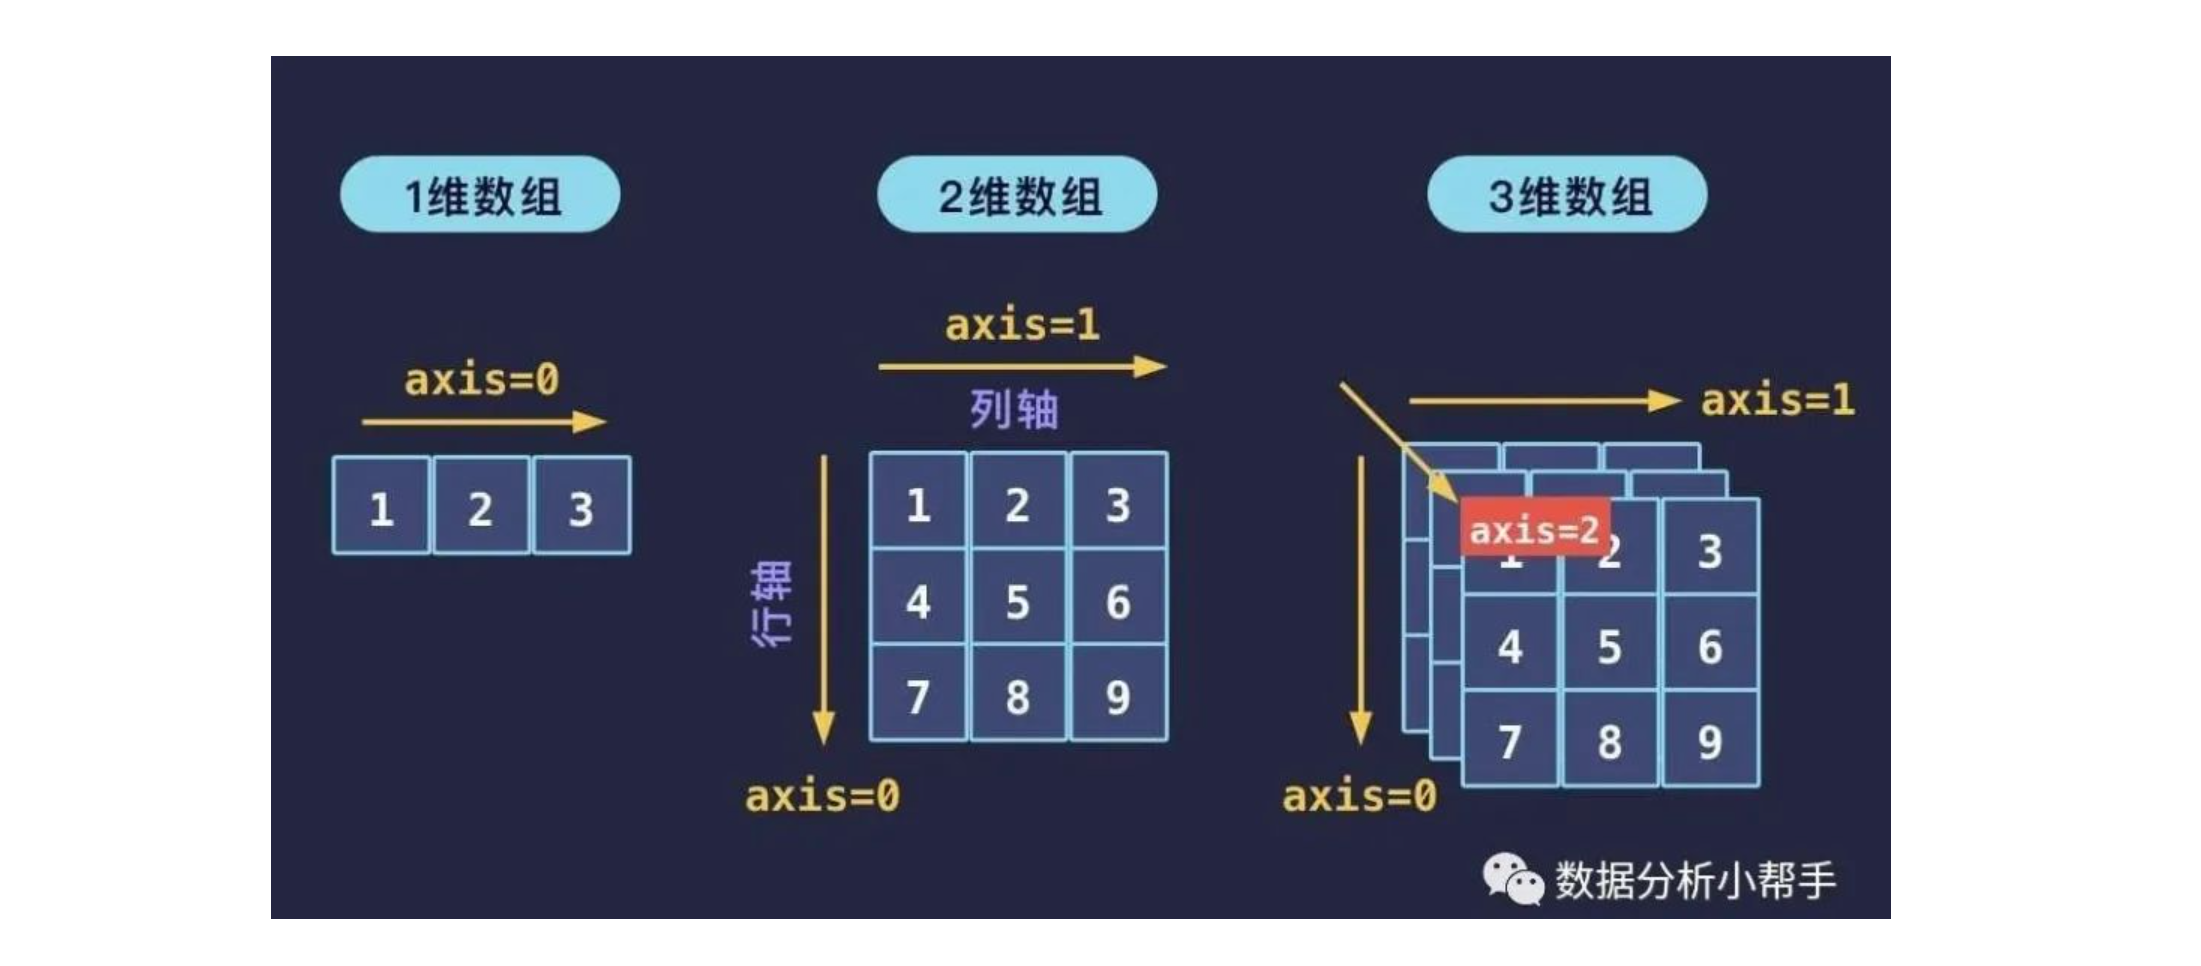 1维数组
axis=0
1 2 3
2维数组
axis=1
列轴
行轴
1 2 3
4 5 6
7 8 9
axis=0
3维数组
axis=1
axis=2
1 2 3
4 5 6
7 8 9
axis=0
数据分析小帮手